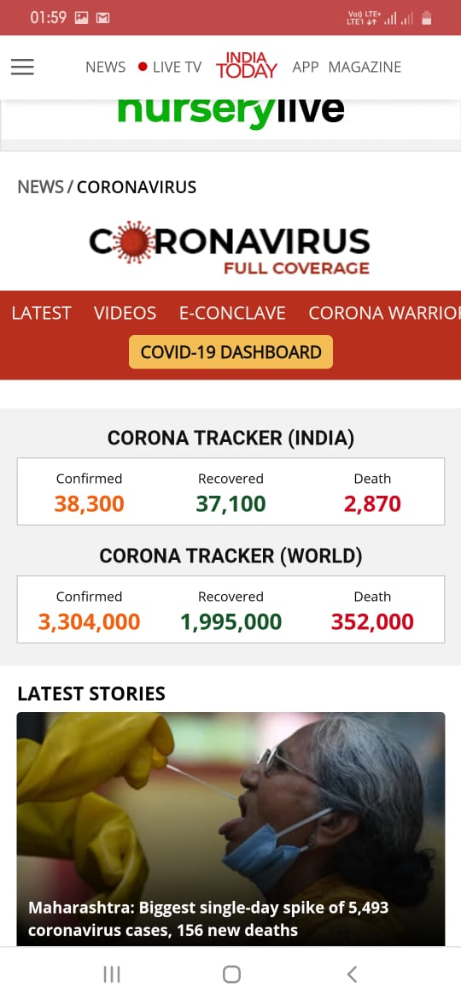 01:59
Vo)) LTE+
LTE1
NEWS LIVE TV INDIA TODAY APP MAGAZINE
nurserylive
NEWS / CORONAVIRUS
CORONAVIRUS
FULL COVERAGE
LATEST VIDEOS E-CONCLAVE CORONA WARRIOR
COVID-19 DASHBOARD
CORONA TRACKER (INDIA)
Confirmed Recovered Death
38,300 37,100 2,870
CORONA TRACKER (WORLD)
Confirmed Recovered Death
3,304,000 1,995,000 352,000
LATEST STORIES
Maharashtra: Biggest single-day spike of 5,493
coronavirus cases, 156 new deaths